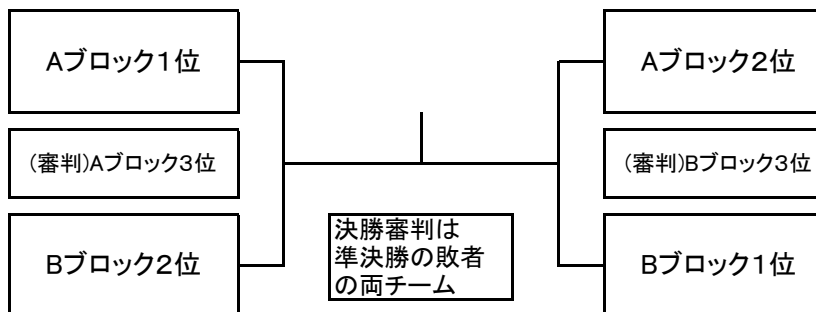 Aブロック１位
Aブロック２位
(審判)Aブロック３位
(審判)Bブロック３位
Bブロック２位
決勝審判は
準決勝の敗者
の両チーム
Bブロック１位